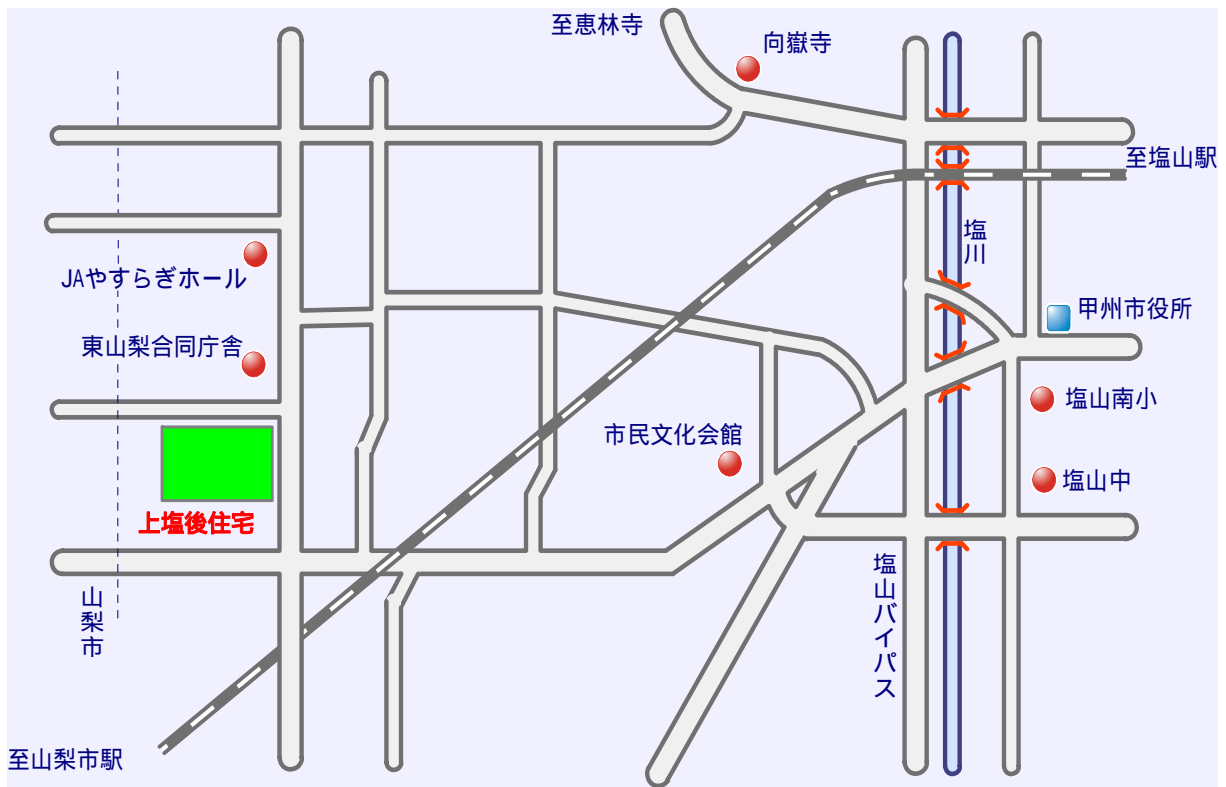 至恵林寺
向嶽寺
至塩山駅
塩川
JAやすらぎホール
甲州市役所
東山梨合同庁舎
塩山南小
市民文化会館
塩山中
上塩後住宅
塩山バイパス
山梨市
至山梨市駅